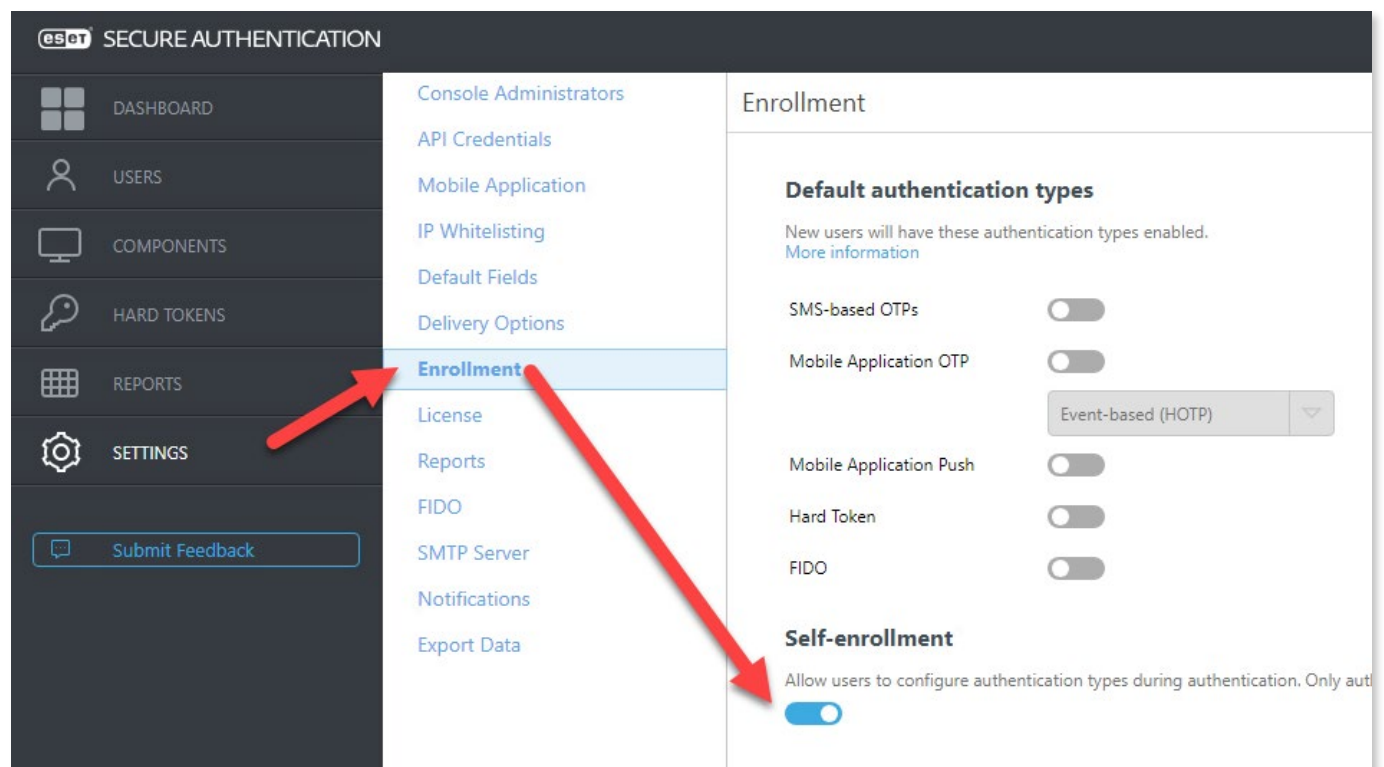 eset SECURE AUTHENTICATION
DASHBOARD
USERS
COMPONENTS
HARD TOKENS
REPORTS
SETTINGS
Submit Feedback
Console Administrators
API Credentials
Mobile Application
IP Whitelisting
Default Fields
Delivery Options
Enrollment
License
Reports
FIDO
SMTP Server
Notifications
Export Data
Enrollment
Default authentication types
New users will have these authentication types enabled.
More information
SMS-based OTPs
Mobile Application OTP
Event-based (HOTP)
Mobile Application Push
Hard Token
FIDO
Self-enrollment
Allow users to configure authentication types during authentication. Only